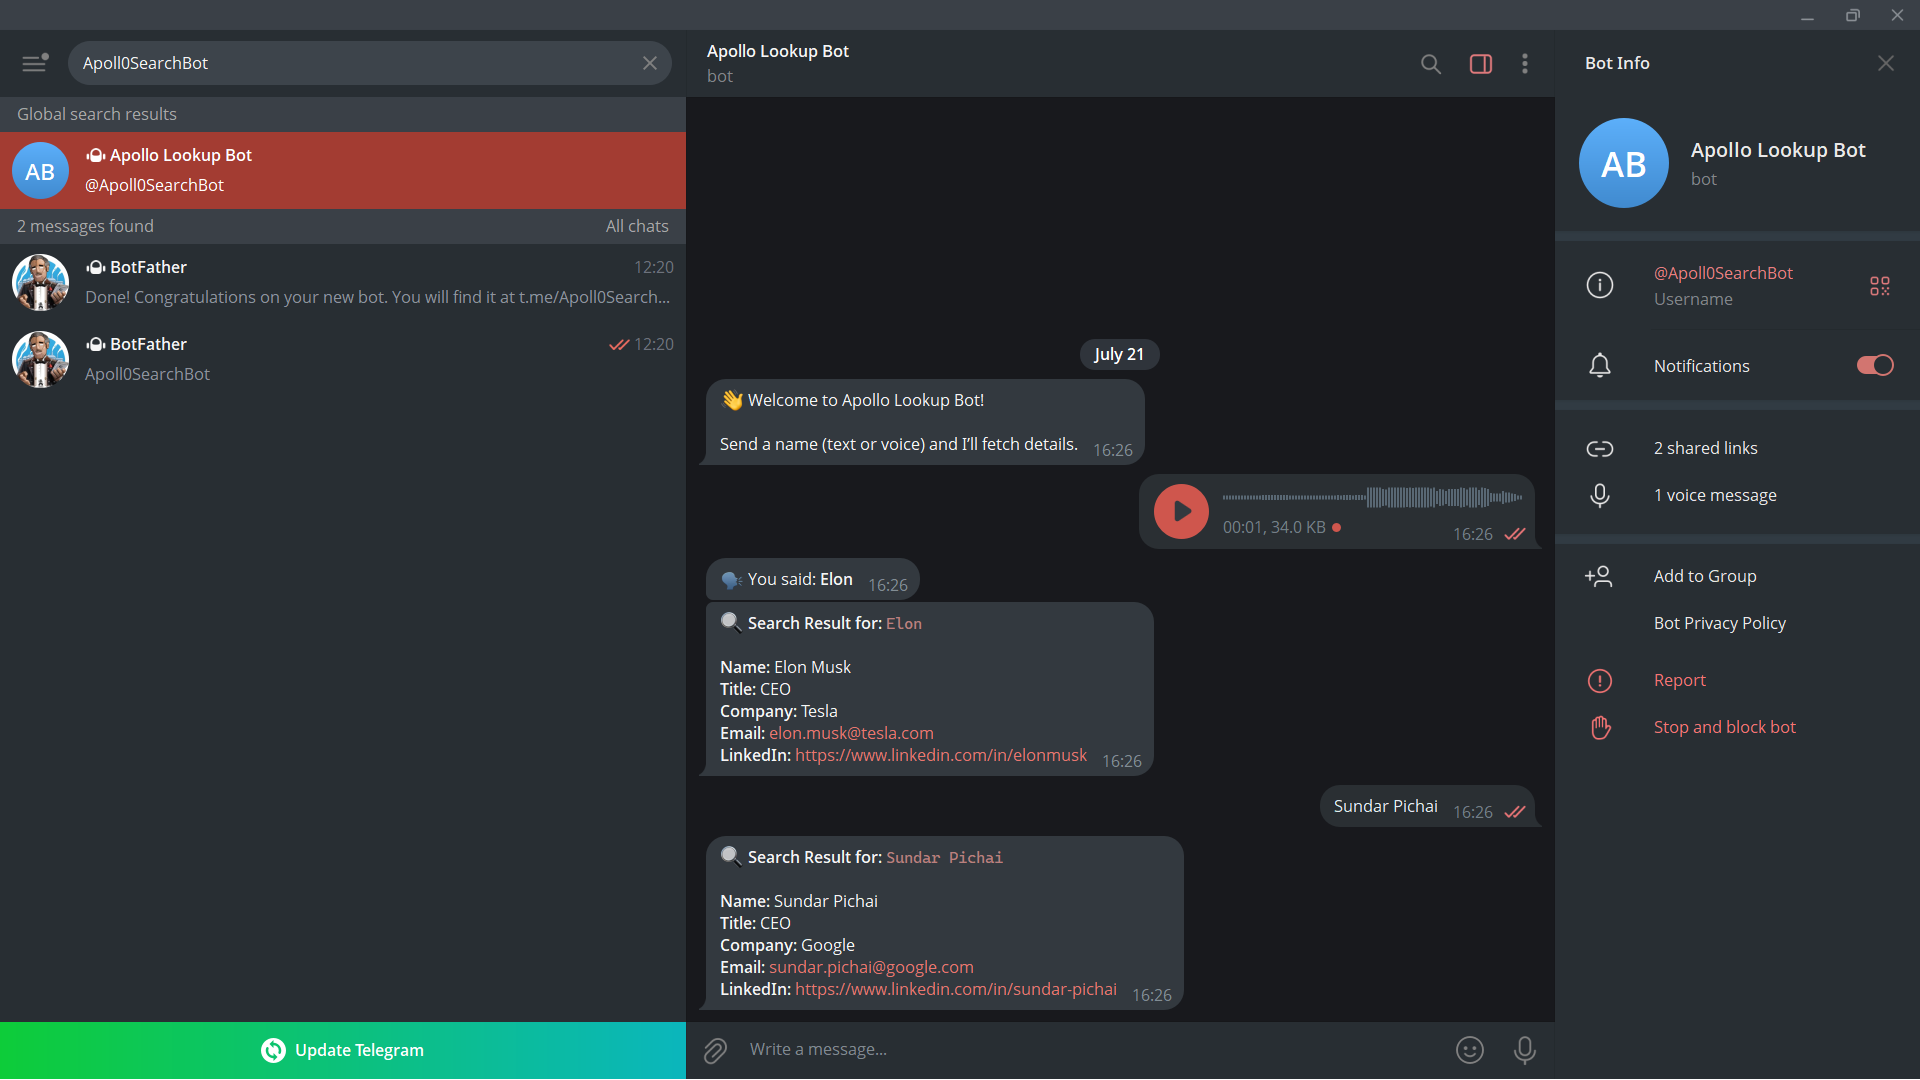 Apoll0SearchBot
Global search results
AB
Apollo Lookup Bot
@Apoll0SearchBot
2 messages found
All chats
BotFather
12:20
Done! Congratulations on your new bot. You will find it at t.me/Apoll0Search...
BotFather
12:20
Apoll0SearchBot
Update Telegram
Apollo Lookup Bot
bot
July 21
👋 Welcome to Apollo Lookup Bot!
Send a name (text or voice) and I’ll fetch details. 16:26
00:01, 34.0 KB
16:26
🗣 You said: Elon 16:26
🔍 Search Result for: Elon
Name: Elon Musk
Title: CEO
Company: Tesla
Email: elon.musk@tesla.com
LinkedIn: https://www.linkedin.com/in/elonmusk 16:26
Sundar Pichai 16:26
🔍 Search Result for: Sundar Pichai
Name: Sundar Pichai
Title: CEO
Company: Google
Email: sundar.pichai@google.com
LinkedIn: https://www.linkedin.com/in/sundar-pichai 16:26
Write a message...
Bot Info
AB
Apollo Lookup Bot
bot
@Apoll0SearchBot
Username
Notifications
2 shared links
1 voice message
Add to Group
Bot Privacy Policy
Report
Stop and block bot